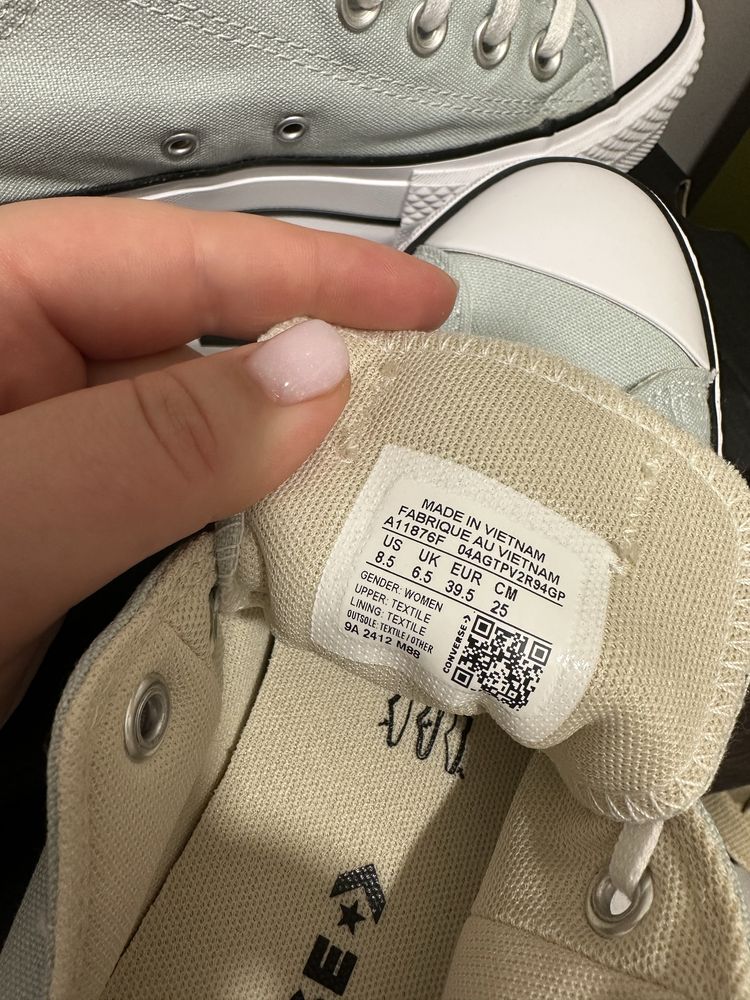 MADE IN VIETNAM
FABRIQUE AU VIETNAM
A11876F 04AGTPV2R94GP
US UK EUR CM
8.5 6.5 39.5 25
GENDER: WOMEN
UPPER: TEXTILE
LINING: TEXTILE
OUTSOLE: TEXTILE / OTHER
9A 2412 M88
CONVERSE
SE